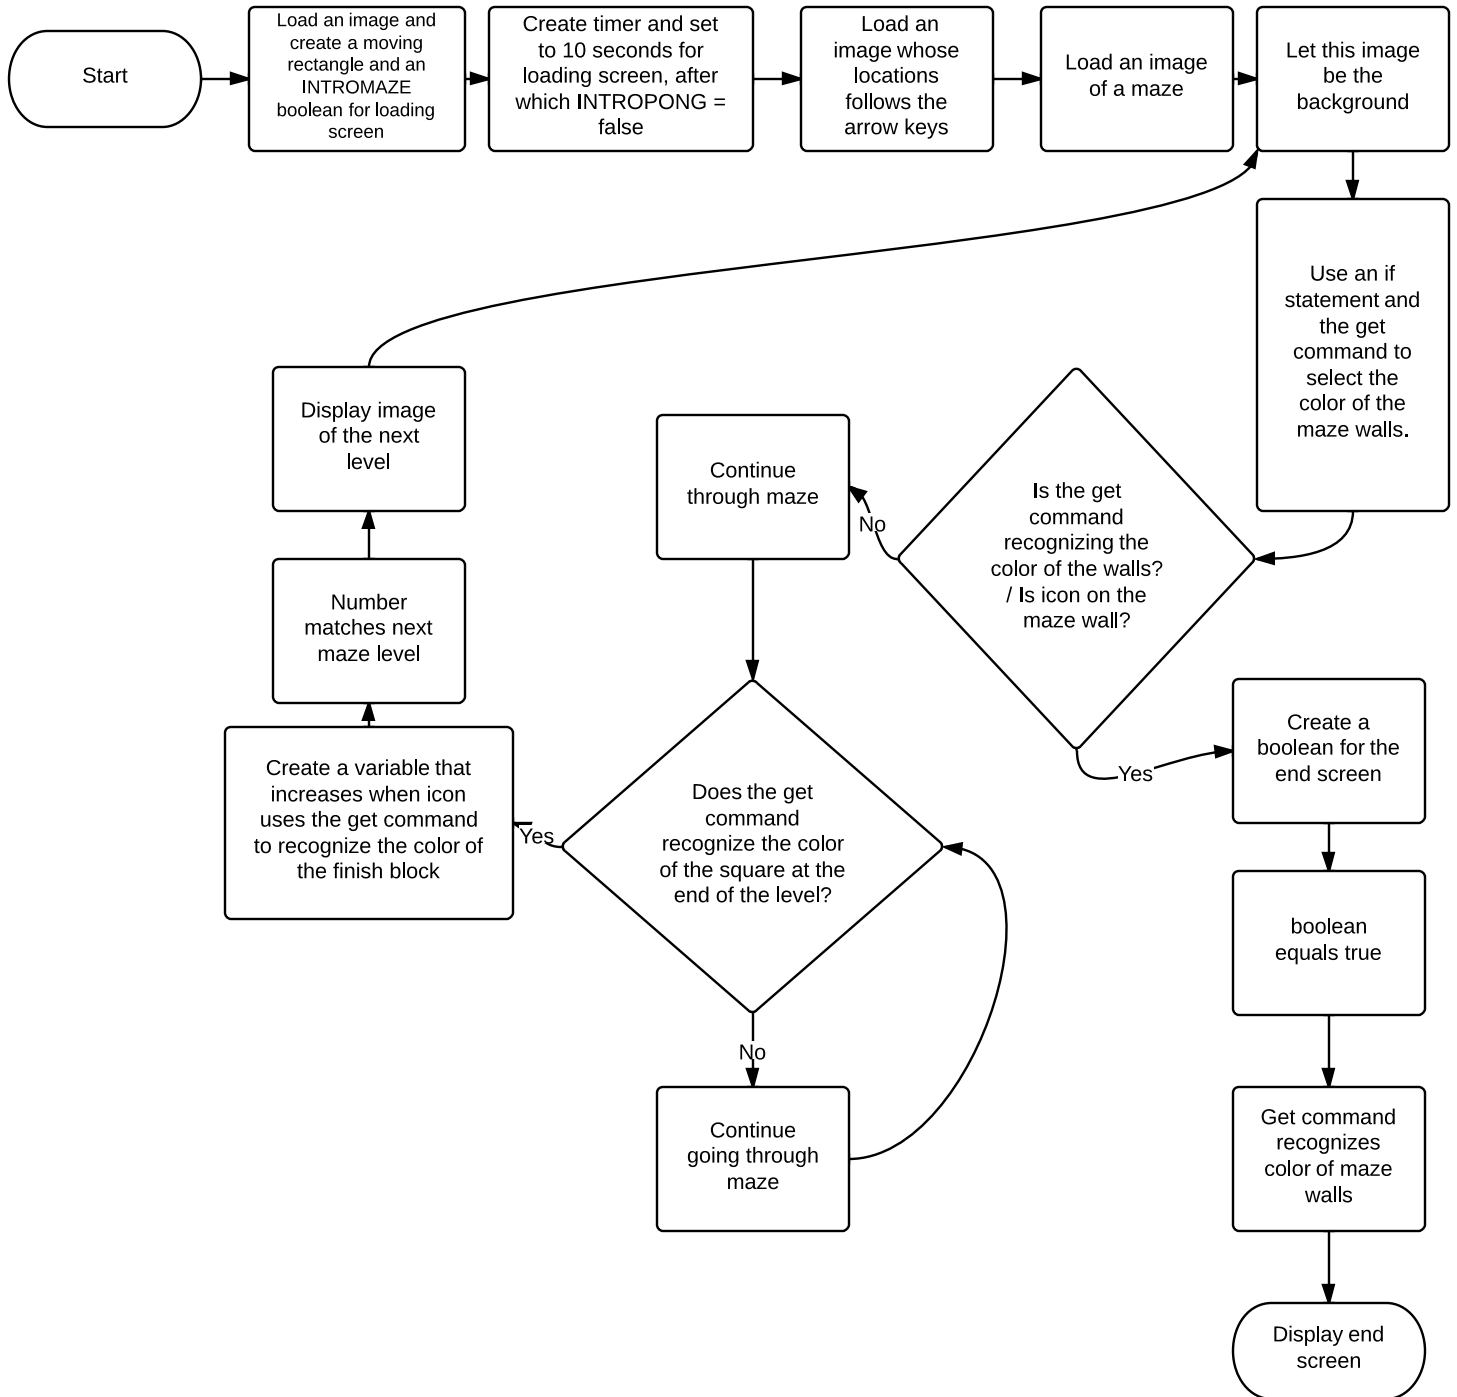 Start
Load an image and
create a moving
rectangle and an
INTROMAZE
boolean for loading
screen
Create timer and set
to 10 seconds for
loading screen, after
which INTROPONG =
false
Load an
image whose
locations
follows the
arrow keys
Load an image
of a maze
Let this image
be the
background
Use an if
statement and
the get
command to
select the
color of the
maze walls.
Is the get
command
recognizing the
color of the walls?
/ Is icon on the
maze wall?
No
Continue
through maze
Yes
Create a
boolean for the
end screen
boolean
equals true
Get command
recognizes
color of maze
walls
Display end
screen
Does the get
command
recognize the color
of the square at the
end of the level?
No
Continue
going through
maze
Yes
Create a variable that
increases when icon
uses the get command
to recognize the color of
the finish block
Number
matches next
maze level
Display image
of the next
level